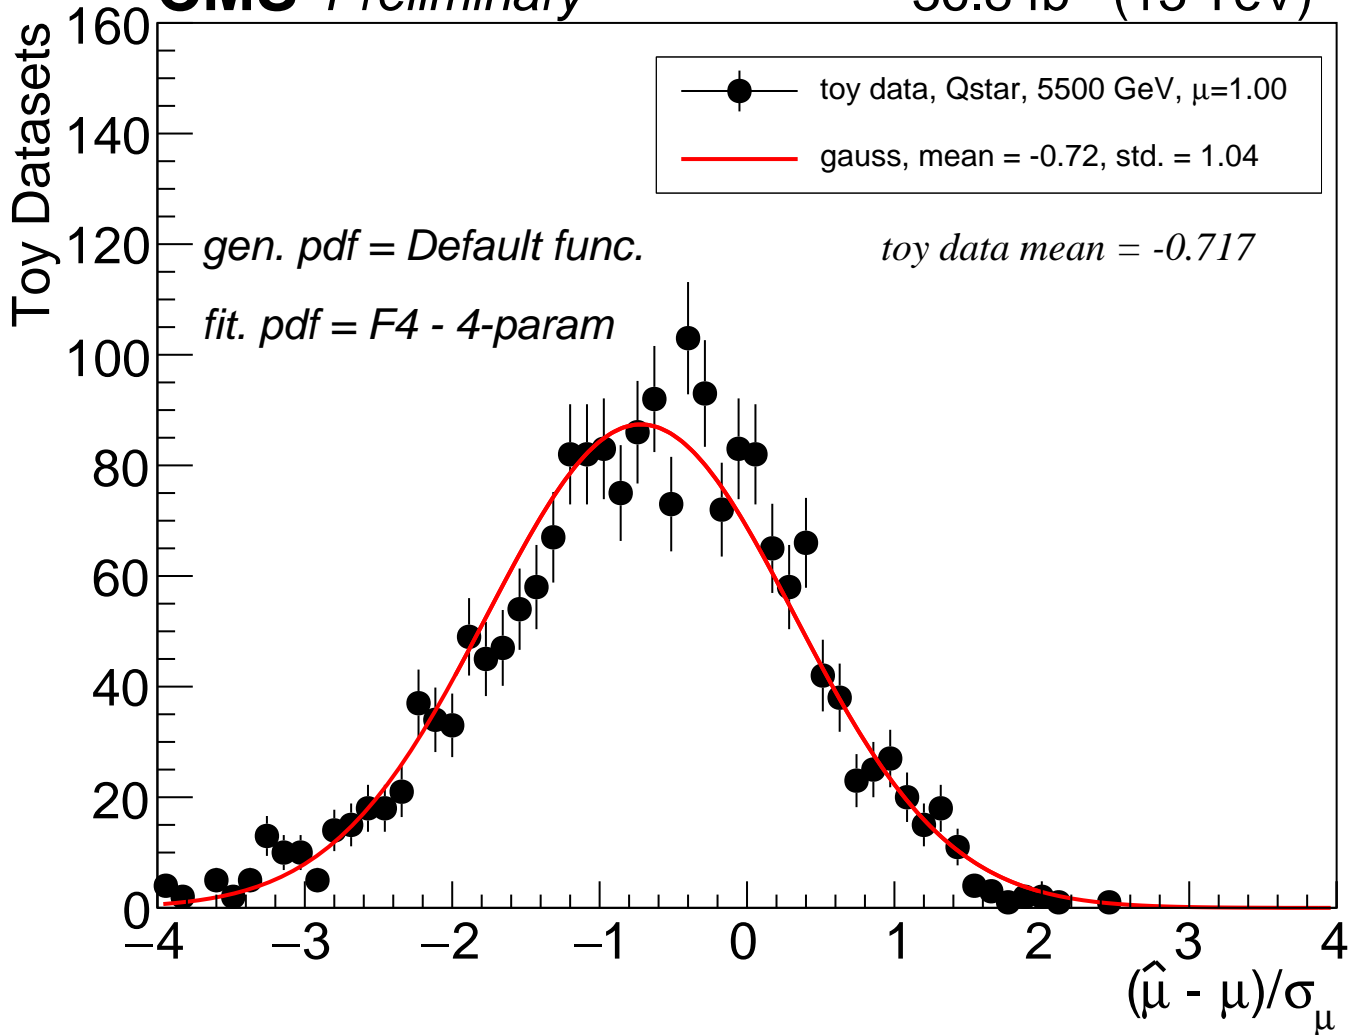 Preliminary
160
140
120
100
80
60
40
20
0
Toy Datasets
toy data, Qstar, 5500 GeV, μ=1.00
gauss, mean = -0.72, std. = 1.04
gen. pdf = Default func.
toy data mean = -0.717
fit. pdf = F4 - 4-param
−4 −3 −2 −1 0 1 2 3 4
(μ̂ - μ)/σ_μ